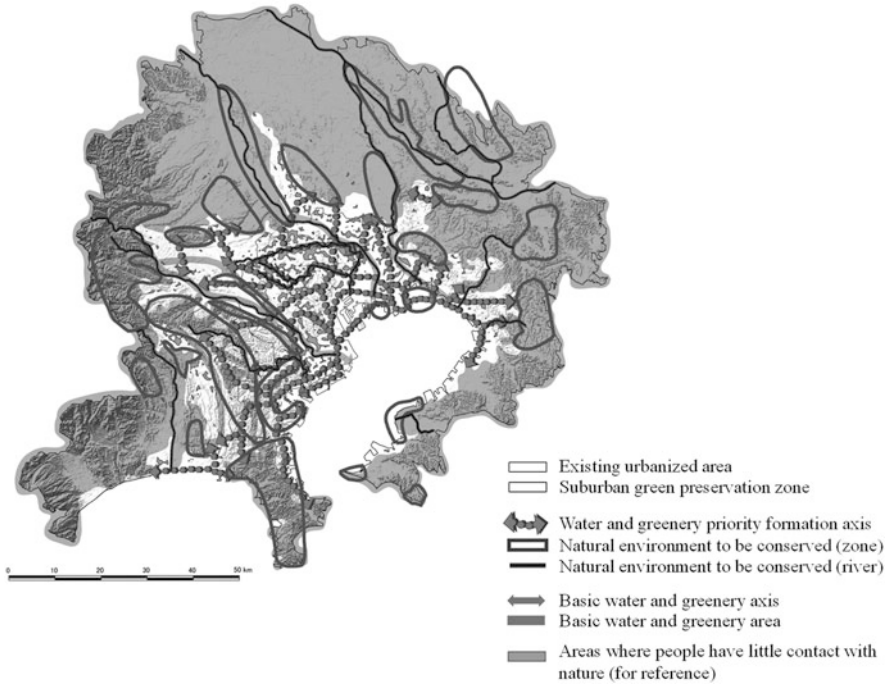 Existing urbanized area
Suburban green preservation zone
Water and greenery priority formation axis
Natural environment to be conserved (zone)
Natural environment to be conserved (river)
0 10 20 30 40 50 km
Basic water and greenery axis
Basic water and greenery area
Areas where people have little contact with
nature (for reference)